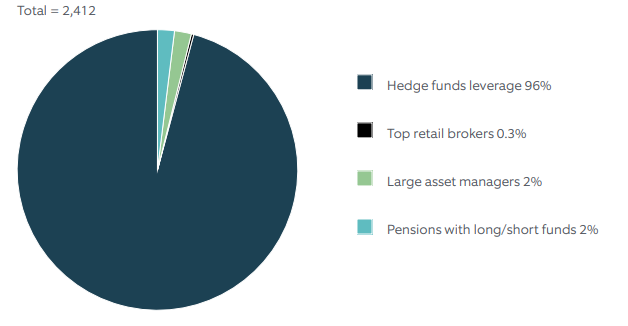 Total = 2,412
Hedge funds leverage 96%
Top retail brokers 0.3%
Large asset managers 2%
Pensions with long/short funds 2%